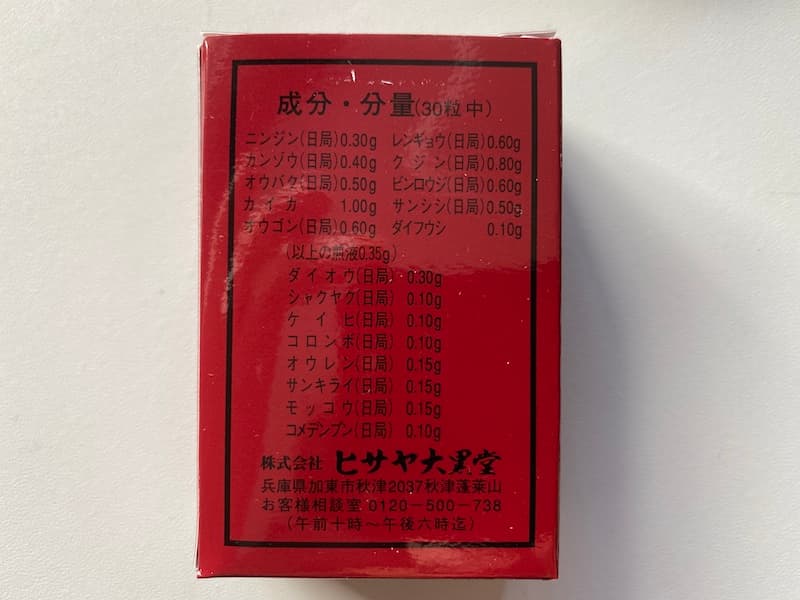 成分・分量(30粒中)
ニンジン(日局)0.30g レンギョウ(日局)0.60g
カンゾウ(日局)0.40g クジン(日局)0.80g
オウバク(日局)0.50g ビンロウジ(日局)0.60g
カイカ 1.00g サンシシ(日局)0.50g
オウゴン(日局)0.60g ダイフウシ 0.10g
(以上の煎液0.35g)
ダイオウ(日局) 0.30g
シャクヤク(日局) 0.10g
ケイヒ(日局) 0.10g
コロンボ(日局) 0.10g
オウレン(日局) 0.15g
サンキライ(日局) 0.15g
モッコウ(日局) 0.15g
コメデンプン(日局) 0.10g
株式会社 ヒサヤ大黒堂
兵庫県加東市秋津2037秋津蓬莱山
お客様相談室 0120-500-738
(午前十時〜午後六時迄)